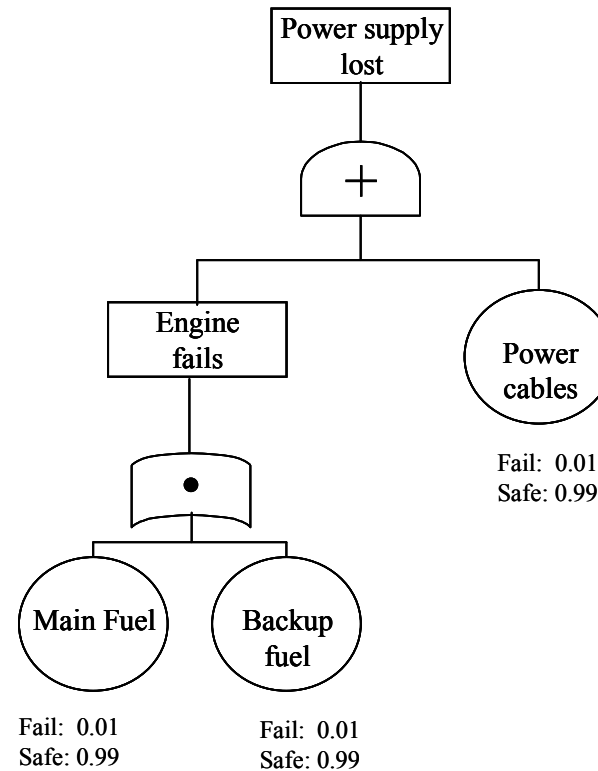 Power supply
lost
+
Engine
fails
Power
cables
Fail: 0.01
Safe: 0.99
Main Fuel
Backup
fuel
Fail: 0.01
Safe: 0.99
Fail: 0.01
Safe: 0.99